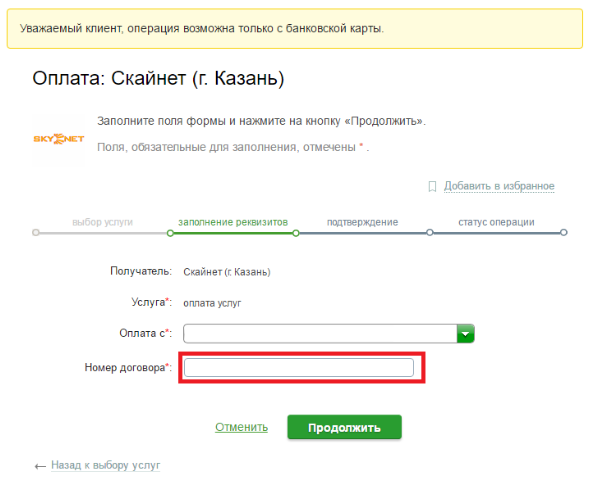 Уважаемый клиент, операция возможна только с банковской карты.
Оплата: Скайнет (г. Казань)
SKYNET
Заполните поля формы и нажмите на кнопку «Продолжить».
Поля, обязательные для заполнения, отмечены * .
Добавить в избранное
выбор услуги заполнение реквизитов подтверждение статус операции
Получатель: Скайнет (г. Казань)
Услуга*: оплата услуг
Оплата с*:
Номер договора*:
Отменить Продолжить
← Назад к выбору услуг